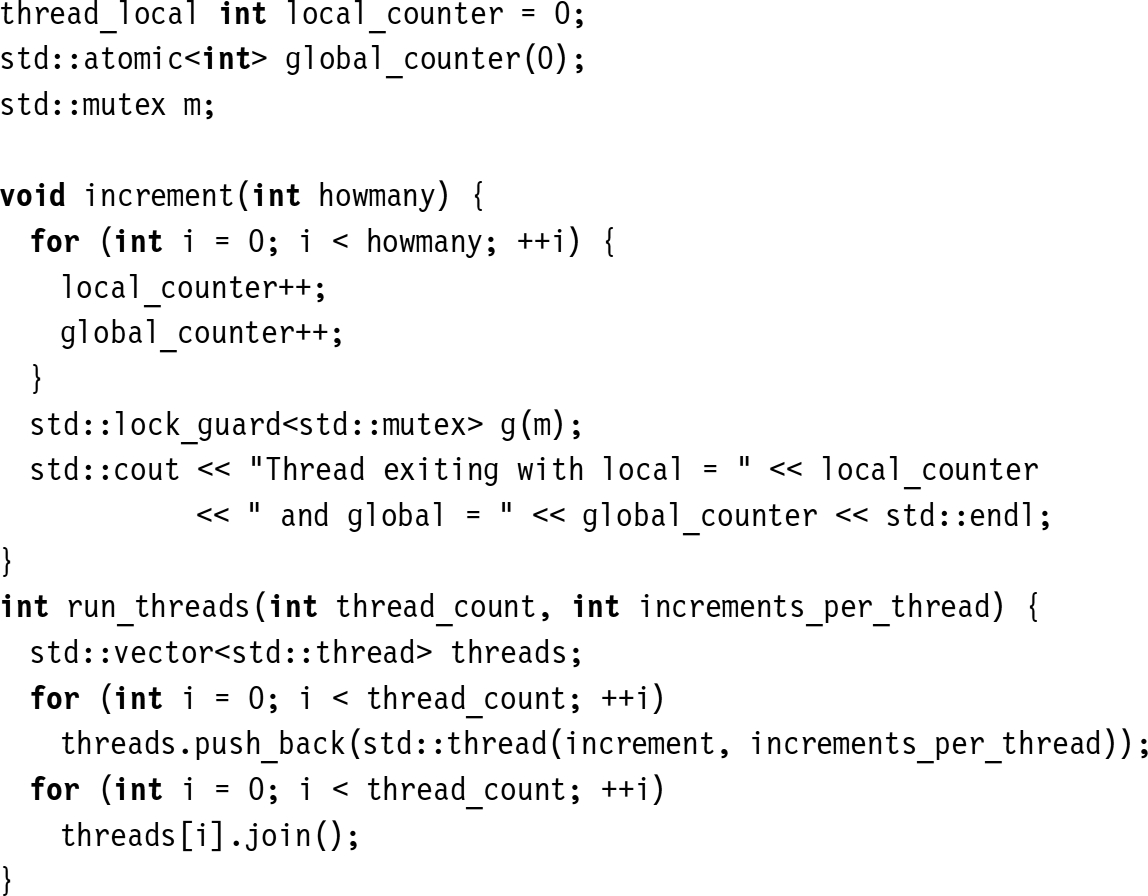 thread_local int local_counter = 0;
std::atomic<int> global_counter(0);
std::mutex m;

void increment(int howmany) {
  for (int i = 0; i < howmany; ++i) {
    local_counter++;
    global_counter++;
  }
  std::lock_guard<std::mutex> g(m);
  std::cout << "Thread exiting with local = " << local_counter
            << " and global = " << global_counter << std::endl;
}
int run_threads(int thread_count, int increments_per_thread) {
  std::vector<std::thread> threads;
  for (int i = 0; i < thread_count; ++i)
    threads.push_back(std::thread(increment, increments_per_thread));
  for (int i = 0; i < thread_count; ++i)
    threads[i].join();
}